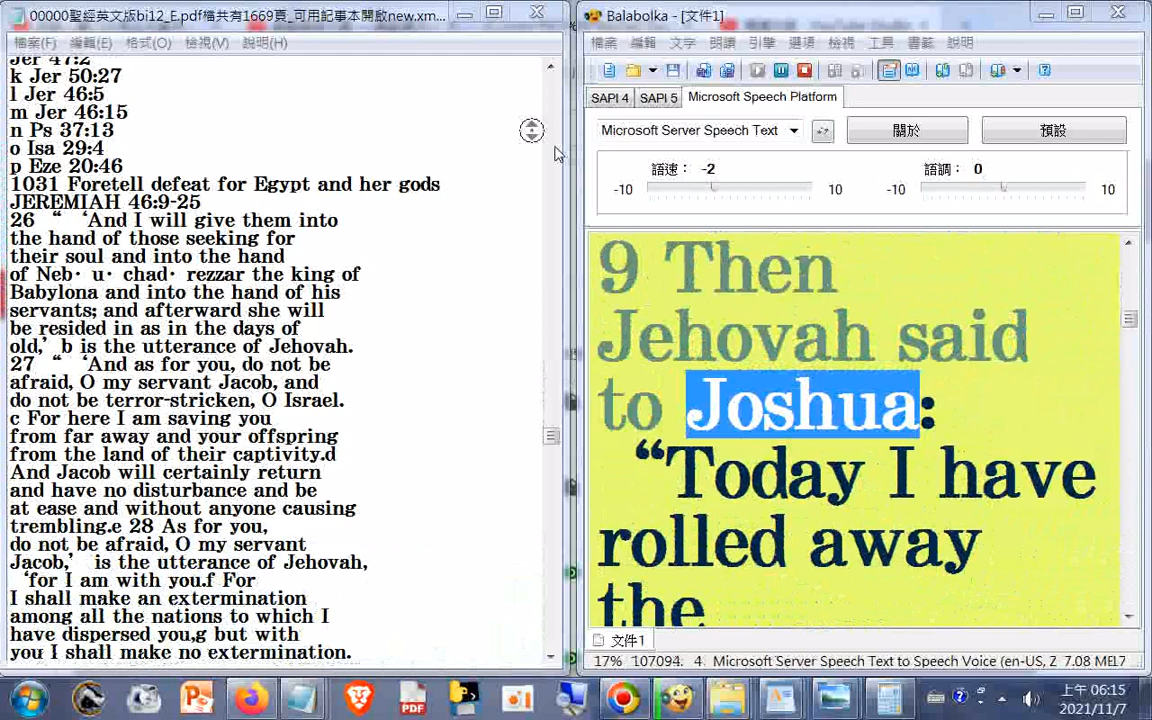 00000聖經英文版bi12_E.pdf檔共有1669頁_可用記事本開啟new.xm...
檔案(F) 編輯(E) 格式(O) 檢視(V) 說明(H)
Jer 47:2
k Jer 50:27
l Jer 46:5
m Jer 46:15
n Ps 37:13
o Isa 29:4
p Eze 20:46
1031 Foretell defeat for Egypt and her gods
JEREMIAH 46:9-25
26 “ ‘And I will give them into
the hand of those seeking for
their soul and into the hand
of Neb·u·chad·rezzar the king of
Babylona and into the hand of his
servants; and afterward she will
be resided in as in the days of
old,’ b is the utterance of Jehovah.
27 “ ‘And as for you, do not be
afraid, O my servant Jacob, and
do not be terror-stricken, O Israel.
c For here I am saving you
from far away and your offspring
from the land of their captivity.d
And Jacob will certainly return
and have no disturbance and be
at ease and without anyone causing
trembling.e 28 As for you,
do not be afraid, O my servant
Jacob,’ is the utterance of Jehovah,
‘for I am with you.f For
I shall make an extermination
among all the nations to which I
have dispersed you,g but with
you I shall make no extermination.
Balabolka - [文件1]
檔案 編輯 文字 朗讀 引擎 選項 檢視 工具 書籤 說明
SAPI 4 SAPI 5 Microsoft Speech Platform
Microsoft Server Speech Text 關於 預設
語速： -2 語調： 0
-10 10 -10 10
9 Then
Jehovah said
to Joshua:
“Today I have
rolled away
the
文件1
17% 107094. 4. Microsoft Server Speech Text to Speech Voice (en-US, Z 7.08 ME17
PDF
上午 06:15
2021/11/7